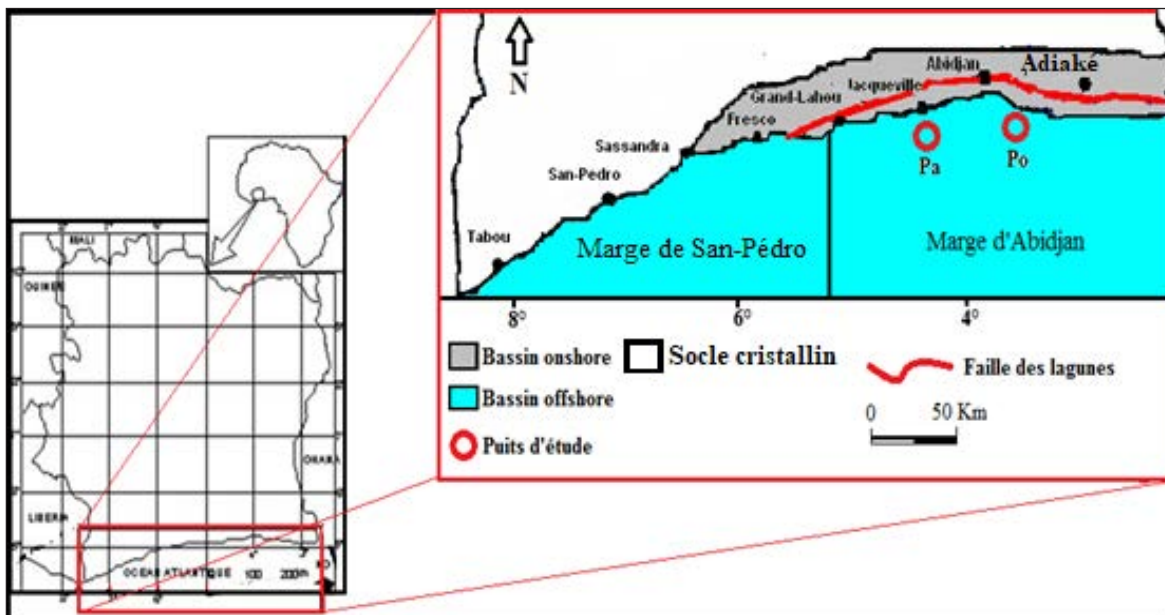 N
Abidjan
Adiaké
Jacqueville
Grand-Lahou
Fresco
Sassandra
San-Pedro
Tabou
Pa
Po
Marge de San-Pédro
Marge d'Abidjan
8°
6°
4°
Bassin onshore
Socle cristallin
Faille des lagunes
Bassin offshore
0 50 Km
Puits d'étude
MALI
LIBERIA
OCEAN ATLANTIQUE
100 200km